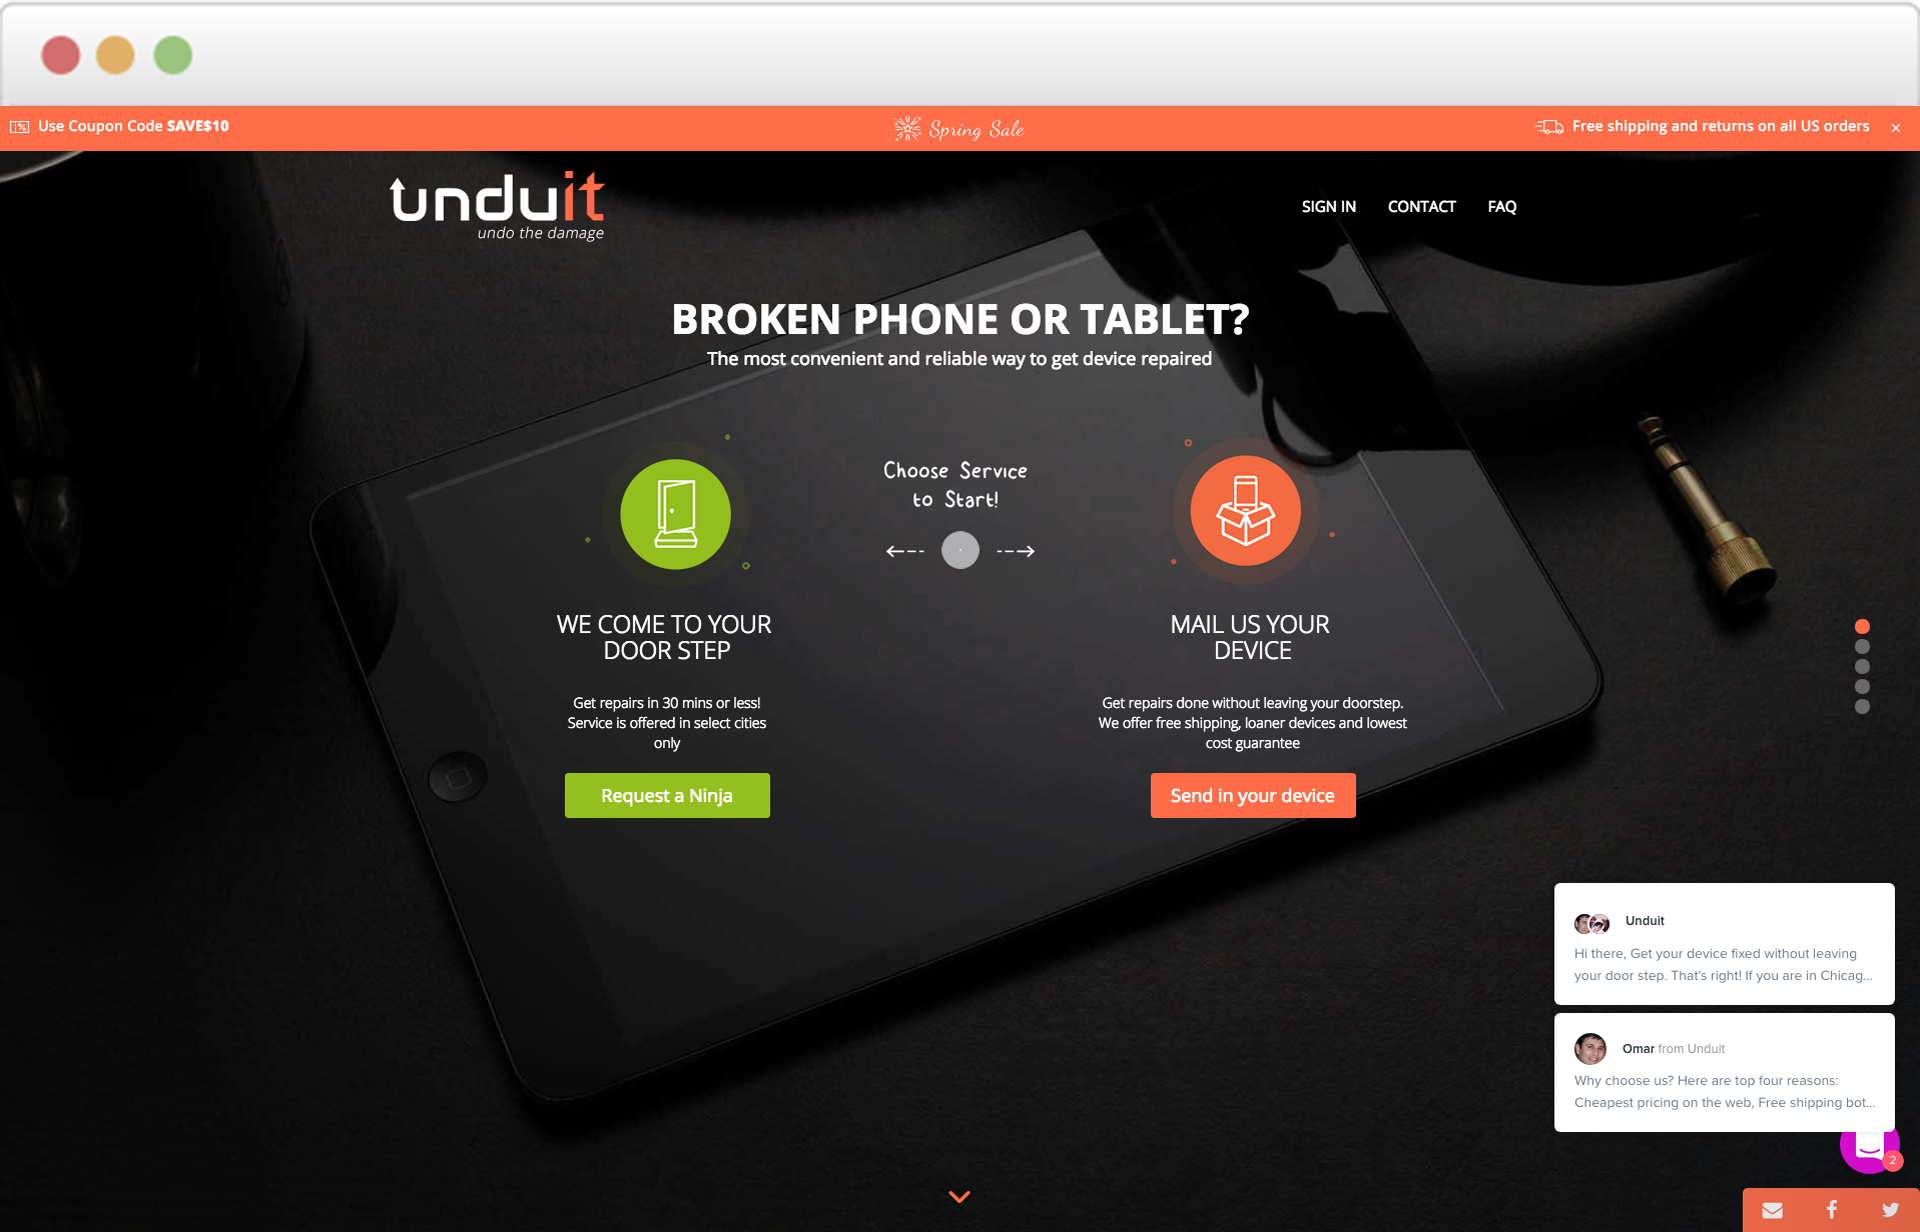 Use Coupon Code SAVE$10
Spring Sale
Free shipping and returns on all US orders
unduit
undo the damage
SIGN IN
CONTACT
FAQ
BROKEN PHONE OR TABLET?
The most convenient and reliable way to get device repaired
Choose Service
to Start!
WE COME TO YOUR
DOOR STEP
Get repairs in 30 mins or less!
Service is offered in select cities
only
Request a Ninja
MAIL US YOUR
DEVICE
Get repairs done without leaving your doorstep.
We offer free shipping, loaner devices and lowest
cost guarantee
Send in your device
Unduit
Hi there, Get your device fixed without leaving
your door step. That's right! If you are in Chicag...
Omar from Unduit
Why choose us? Here are top four reasons:
Cheapest pricing on the web, Free shipping bot...
2